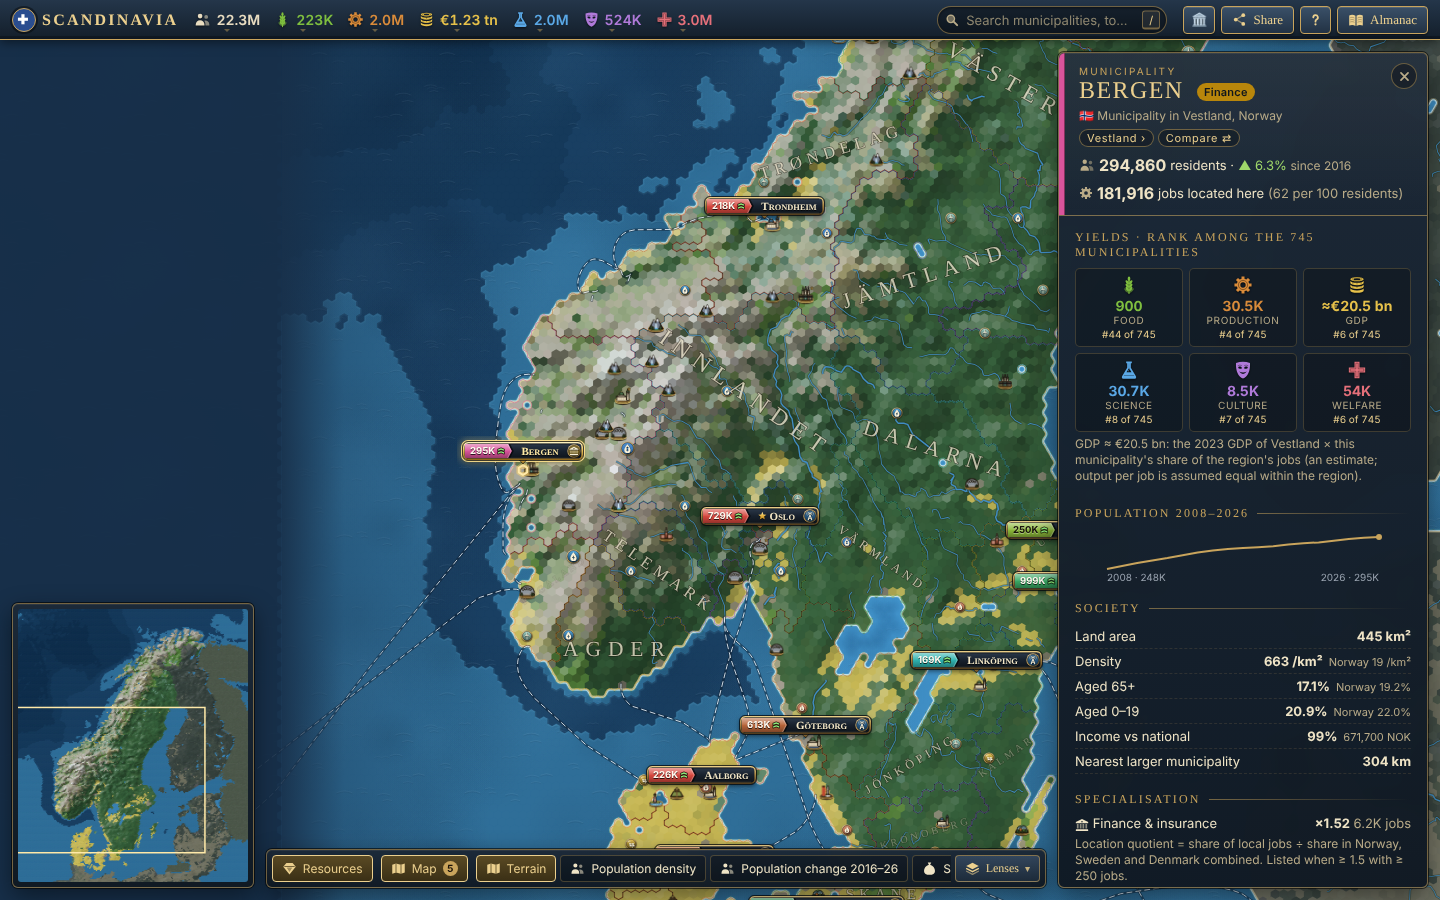 SCANDINAVIA 22.3M 223K 2.0M €1.23 tn 2.0M 524K 3.0M Search municipalities, to... / Share ? Almanac
VÄSTER
TRØNDELAG
218K TRONDHEIM
JÄMTLAND
INNLANDET
DALARNA
295K BERGEN
729K ★ OSLO
250K
VÄRMLAND
TELEMARK
999K
AGDER
169K LINKÖPING
613K GÖTEBORG
JÖNKÖPING
KALMAR
226K AALBORG
KRONOBERG
SKÅNE
Resources Map 5 Terrain Population density Population change 2016–26 S Lenses ▾
MUNICIPALITY
BERGEN Finance
Municipality in Vestland, Norway
Vestland › Compare ⇄
294,860 residents · ▲ 6.3% since 2016
181,916 jobs located here (62 per 100 residents)
YIELDS · RANK AMONG THE 745
MUNICIPALITIES
900 30.5K ≈€20.5 bn
FOOD PRODUCTION GDP
#44 of 745 #4 of 745 #6 of 745
30.7K 8.5K 54K
SCIENCE CULTURE WELFARE
#8 of 745 #7 of 745 #6 of 745
GDP ≈ €20.5 bn: the 2023 GDP of Vestland × this
municipality's share of the region's jobs (an estimate;
output per job is assumed equal within the region).
POPULATION 2008–2026
2008 · 248K 2026 · 295K
SOCIETY
Land area 445 km²
Density 663 /km² Norway 19 /km²
Aged 65+ 17.1% Norway 19.2%
Aged 0–19 20.9% Norway 22.0%
Income vs national 99% 671,700 NOK
Nearest larger municipality 304 km
SPECIALISATION
Finance & insurance ×1.52 6.2K jobs
Location quotient = share of local jobs ÷ share in Norway,
Sweden and Denmark combined. Listed when ≥ 1.5 with ≥
250 jobs.